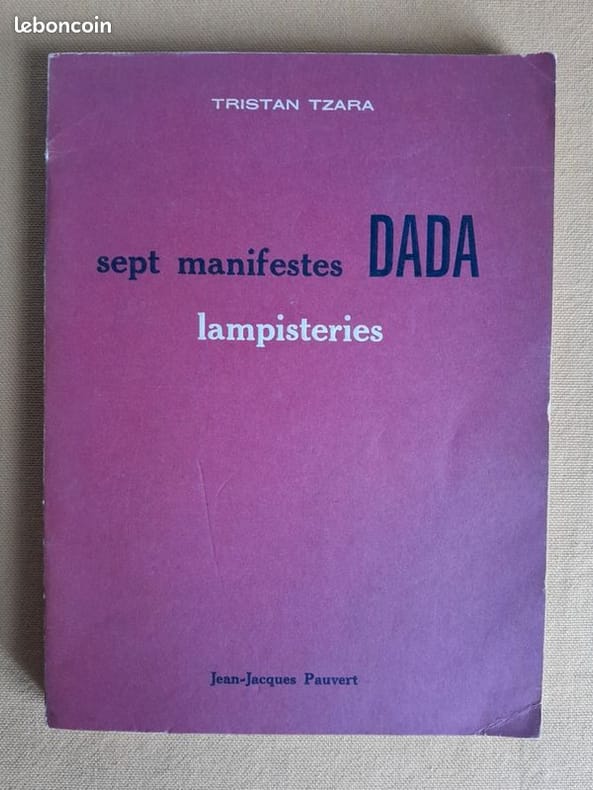 leboncoin
TRISTAN TZARA
sept manifestes DADA
lampisteries
Jean-Jacques Pauvert